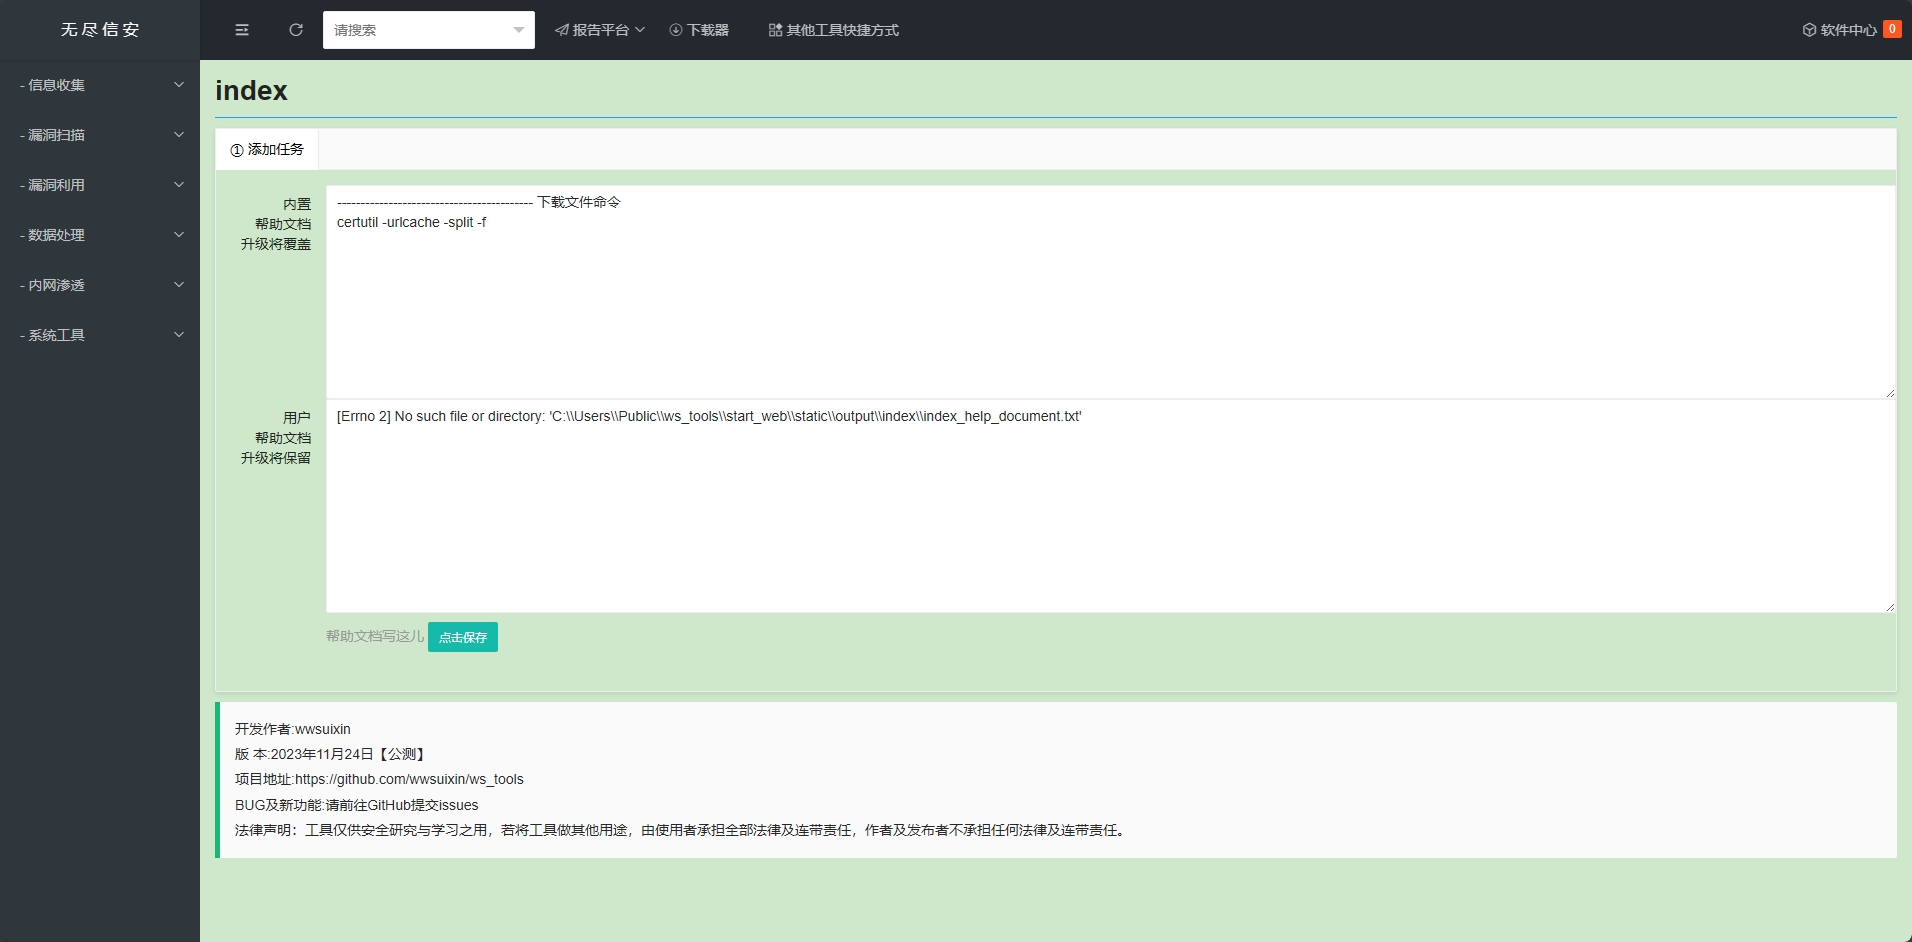 无尽信安
请搜索
报告平台
下载器
其他工具快捷方式
软件中心 0
- 信息收集
- 漏洞扫描
- 漏洞利用
- 数据处理
- 内网渗透
- 系统工具
index
① 添加任务
内置
帮助文档
升级将覆盖
------------------------------------------ 下载文件命令
certutil -urlcache -split -f
用户
帮助文档
升级将保留
[Errno 2] No such file or directory: 'C:\\Users\\Public\\ws_tools\\start_web\\static\\output\\index\\index_help_document.txt'
帮助文档写这儿 点击保存
开发作者:wwsuixin
版 本:2023年11月24日【公测】
项目地址:https://github.com/wwsuixin/ws_tools
BUG及新功能:请前往GitHub提交issues
法律声明：工具仅供安全研究与学习之用，若将工具做其他用途，由使用者承担全部法律及连带责任，作者及发布者不承担任何法律及连带责任。